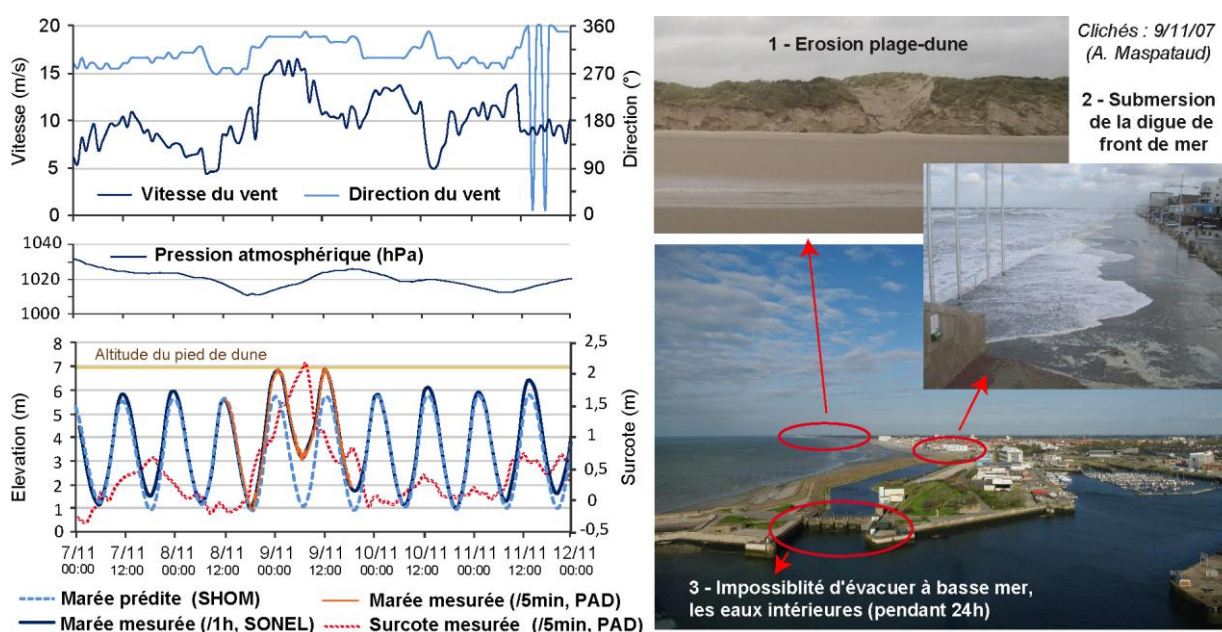 20
15
10
5
0
Vitesse (m/s)
360
270
180
90
0
Direction (°)
Vitesse du vent
Direction du vent
1040
1020
1000
Pression atmosphérique (hPa)
8
7
6
5
4
3
2
1
0
Elevation (m)
Altitude du pied de dune
2,5
2
1,5
1
0,5
0
-0,5
Surcote (m)
7/11 7/11 8/11 8/11 9/11 9/11 10/11 10/11 11/11 11/11 12/11
00:00 12:00 00:00 12:00 00:00 12:00 00:00 12:00 00:00 12:00 00:00
Marée prédite (SHOM)
Marée mesurée (/5min, PAD)
Marée mesurée (/1h, SONEL)
Surcote mesurée (/5min, PAD)
1 - Erosion plage-dune
Clichés : 9/11/07
(A. Maspataud)
2 - Submersion
de la digue de
front de mer
3 - Impossiblité d'évacuer à basse mer,
les eaux intérieures (pendant 24h)